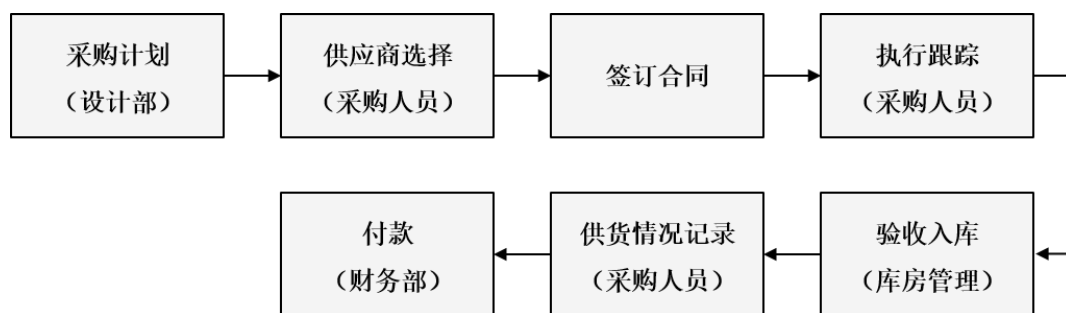 采购计划
（设计部）
供应商选择
（采购人员）
签订合同
执行跟踪
（采购人员）
验收入库
（库房管理）
供货情况记录
（采购人员）
付款
（财务部）